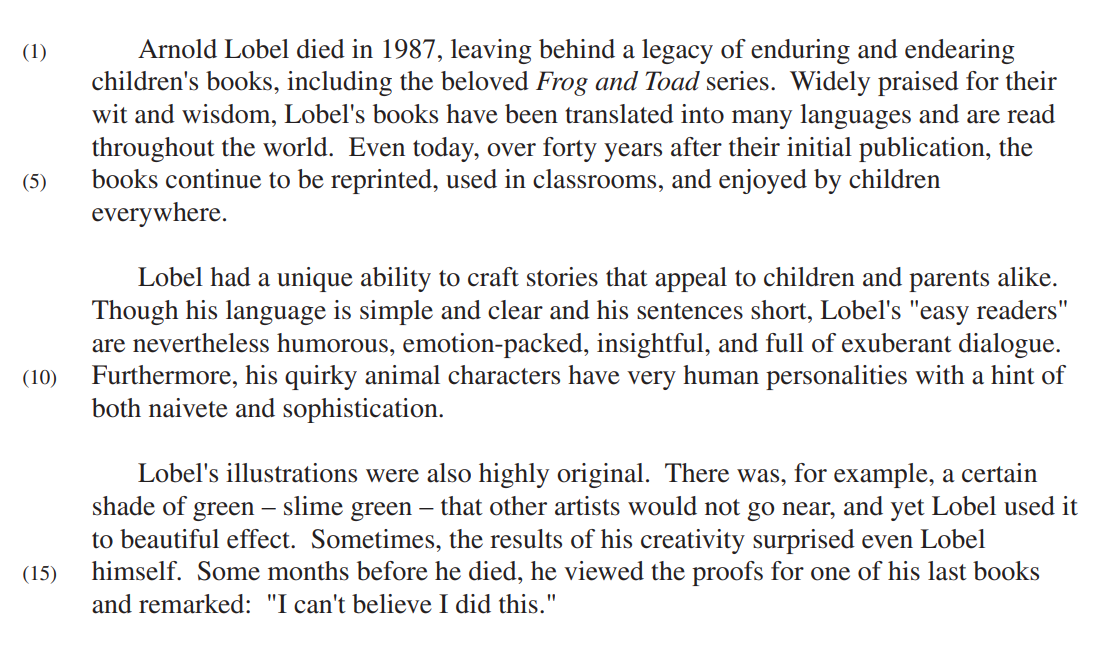 (1) Arnold Lobel died in 1987, leaving behind a legacy of enduring and endearing
children's books, including the beloved Frog and Toad series.  Widely praised for their
wit and wisdom, Lobel's books have been translated into many languages and are read
throughout the world.  Even today, over forty years after their initial publication, the
(5) books continue to be reprinted, used in classrooms, and enjoyed by children
everywhere.
Lobel had a unique ability to craft stories that appeal to children and parents alike.
Though his language is simple and clear and his sentences short, Lobel's "easy readers"
are nevertheless humorous, emotion-packed, insightful, and full of exuberant dialogue.
(10) Furthermore, his quirky animal characters have very human personalities with a hint of
both naivete and sophistication.
Lobel's illustrations were also highly original.  There was, for example, a certain
shade of green – slime green – that other artists would not go near, and yet Lobel used it
to beautiful effect.  Sometimes, the results of his creativity surprised even Lobel
(15) himself.  Some months before he died, he viewed the proofs for one of his last books
and remarked:  "I can't believe I did this."